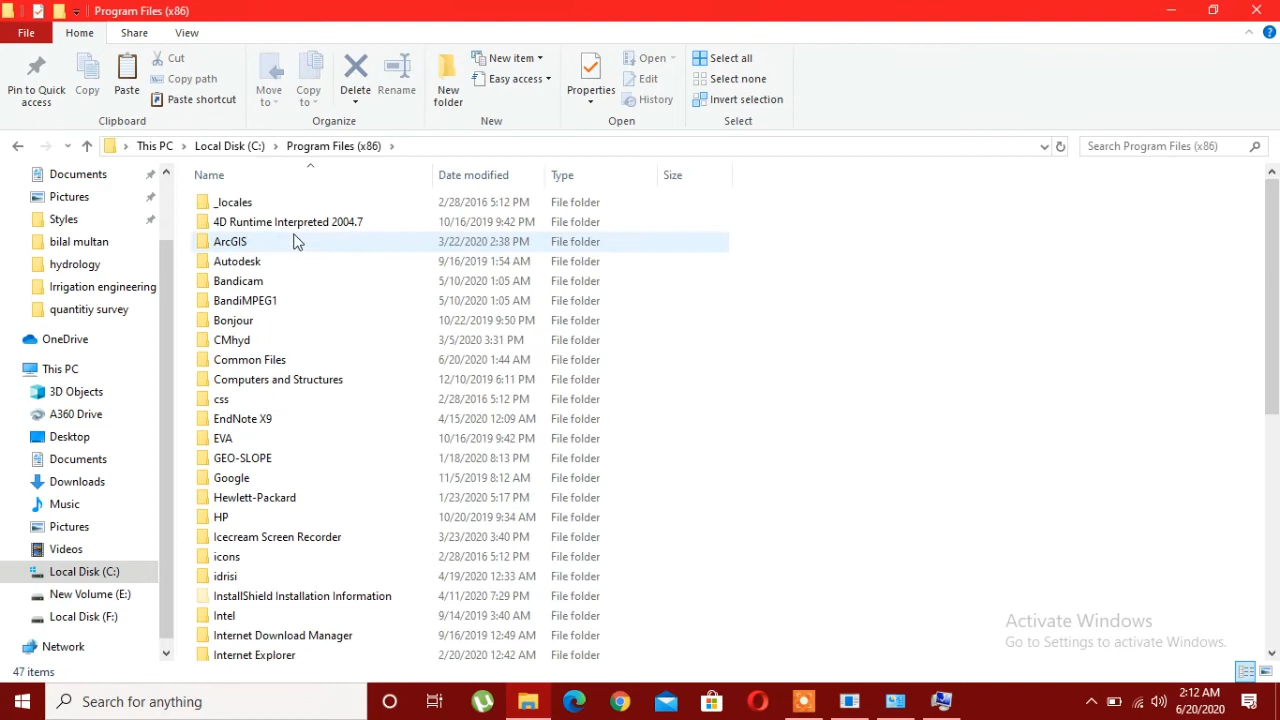 Program Files (x86)
File Home Share View
Pin to Quick access
Copy
Paste
Cut
Copy path
Paste shortcut
Clipboard
Move to
Copy to
Delete
Rename
Organize
New folder
New item
Easy access
New
Properties
Open
Edit
History
Open
Select all
Select none
Invert selection
Select
This PC > Local Disk (C:) > Program Files (x86) >
Search Program Files (x86)
Documents
Pictures
Styles
bilal multan
hydrology
Irrigation engineering
quantitiy survey
OneDrive
This PC
3D Objects
A360 Drive
Desktop
Documents
Downloads
Music
Pictures
Videos
Local Disk (C:)
New Volume (E:)
Local Disk (F:)
Network
Name Date modified Type Size
_locales 2/28/2016 5:12 PM File folder
4D Runtime Interpreted 2004.7 10/16/2019 9:42 PM File folder
ArcGIS 3/22/2020 2:38 PM File folder
Autodesk 9/16/2019 1:54 AM File folder
Bandicam 5/10/2020 1:05 AM File folder
BandiMPEG1 5/10/2020 1:05 AM File folder
Bonjour 10/22/2019 9:50 PM File folder
CMhyd 3/5/2020 3:31 PM File folder
Common Files 6/20/2020 1:44 AM File folder
Computers and Structures 12/10/2019 6:11 PM File folder
css 2/28/2016 5:12 PM File folder
EndNote X9 4/15/2020 12:09 AM File folder
EVA 10/16/2019 9:42 PM File folder
GEO-SLOPE 1/18/2020 8:13 PM File folder
Google 11/5/2019 8:12 AM File folder
Hewlett-Packard 1/23/2020 5:17 PM File folder
HP 10/20/2019 9:34 AM File folder
Icecream Screen Recorder 3/23/2020 3:40 PM File folder
icons 2/28/2016 5:12 PM File folder
idrisi 4/19/2020 12:33 AM File folder
InstallShield Installation Information 4/11/2020 7:29 PM File folder
Intel 9/14/2019 3:40 AM File folder
Internet Download Manager 9/16/2019 12:49 AM File folder
Internet Explorer 2/20/2020 12:42 AM File folder
Activate Windows
Go to Settings to activate Windows.
47 items
Search for anything
2:12 AM
6/20/2020